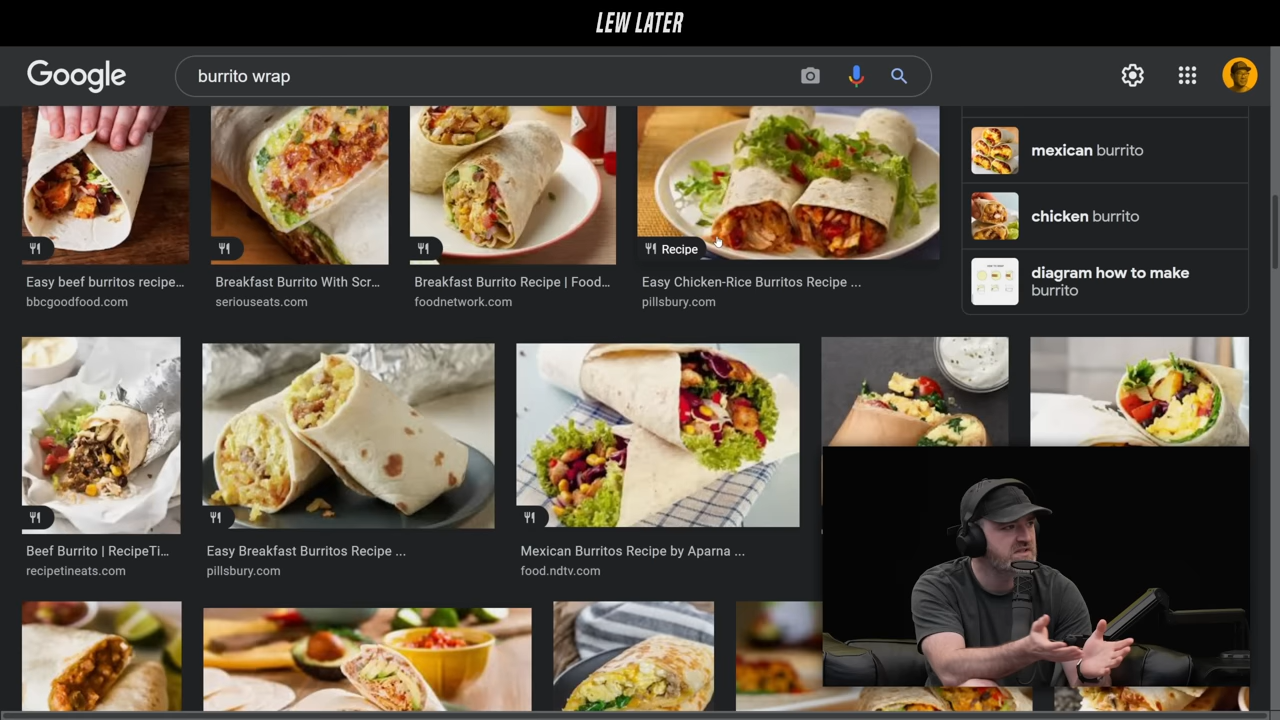 LEW LATER
Google
burrito wrap
mexican burrito
chicken burrito
diagram how to make
burrito
Recipe
Easy beef burritos recipe...
bbcgoodfood.com
Breakfast Burrito With Scr...
seriouseats.com
Breakfast Burrito Recipe | Food...
foodnetwork.com
Easy Chicken-Rice Burritos Recipe ...
pillsbury.com
Beef Burrito | RecipeTi...
recipetineats.com
Easy Breakfast Burritos Recipe ...
pillsbury.com
Mexican Burritos Recipe by Aparna ...
food.ndtv.com